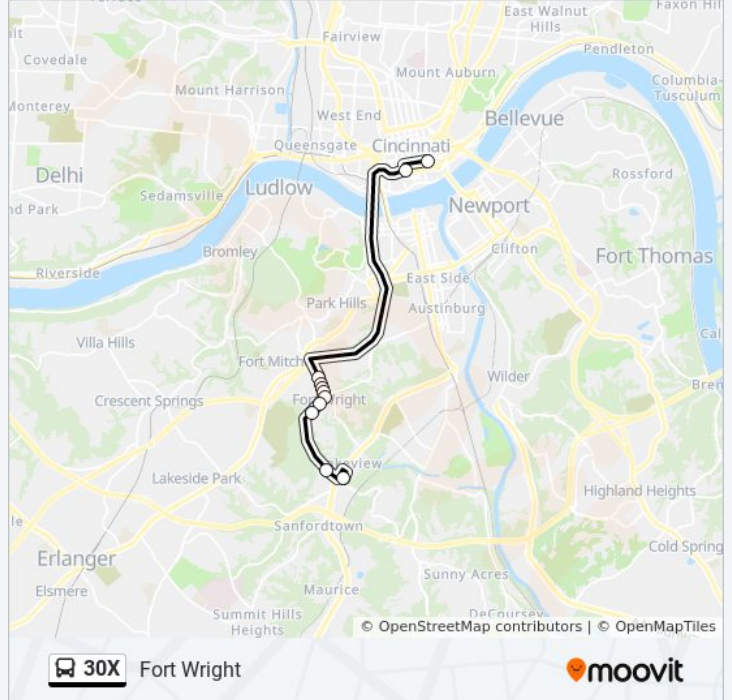 East Walnut
Hills
Faxon Hil
Fairview
Pendleton
Covedale
Mount Auburn
Columbia-
Tusculum
Mount Harrison
Monterey
West End
Bellevue
Queensgate
Cincinnati
Delhi
Rossford
Ludlow
Sedamsville
nd Park
Newport
Clifton
Bromley
Fort Thomas
Riverside
East Side
Park Hills
Austinburg
Villa Hills
Cal
Fort Mitch
Wilder
Bren
Crescent Springs
Fort Wright
Lakeside Park
keview
Highland Heights
Sanfordtown
Erlanger
Cold Spring
Sunny Acres
Elsmere
Maurice
Summit Hills
Heights
DeCoursey
© OpenStreetMap contributors | © OpenMapTiles
30X Fort Wright
moovit